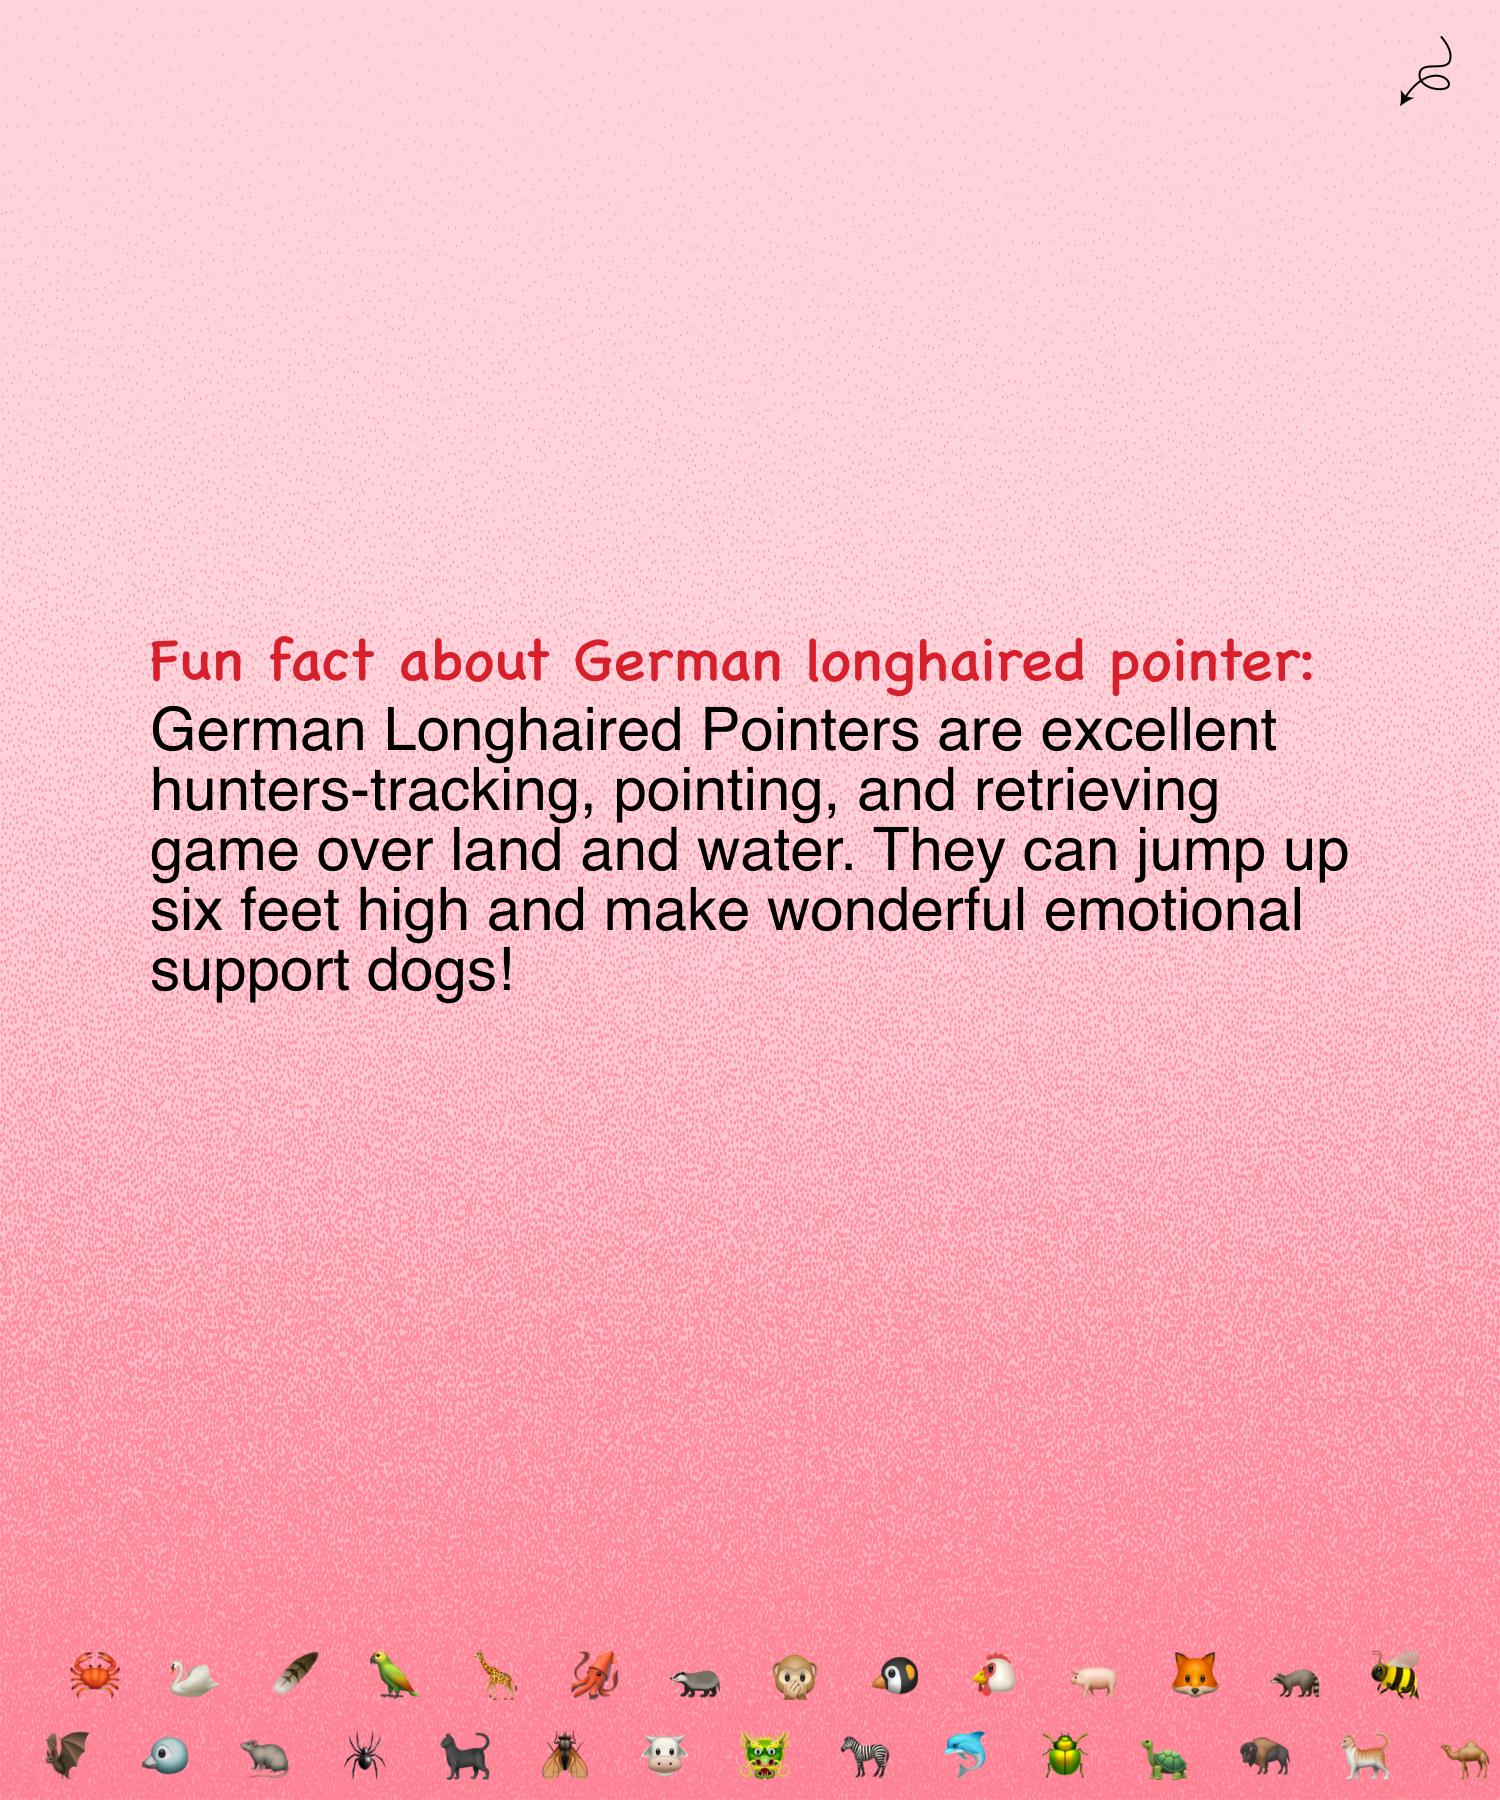 Fun fact about German longhaired pointer:
German Longhaired Pointers are excellent
hunters-tracking, pointing, and retrieving
game over land and water. They can jump up
six feet high and make wonderful emotional
support dogs!